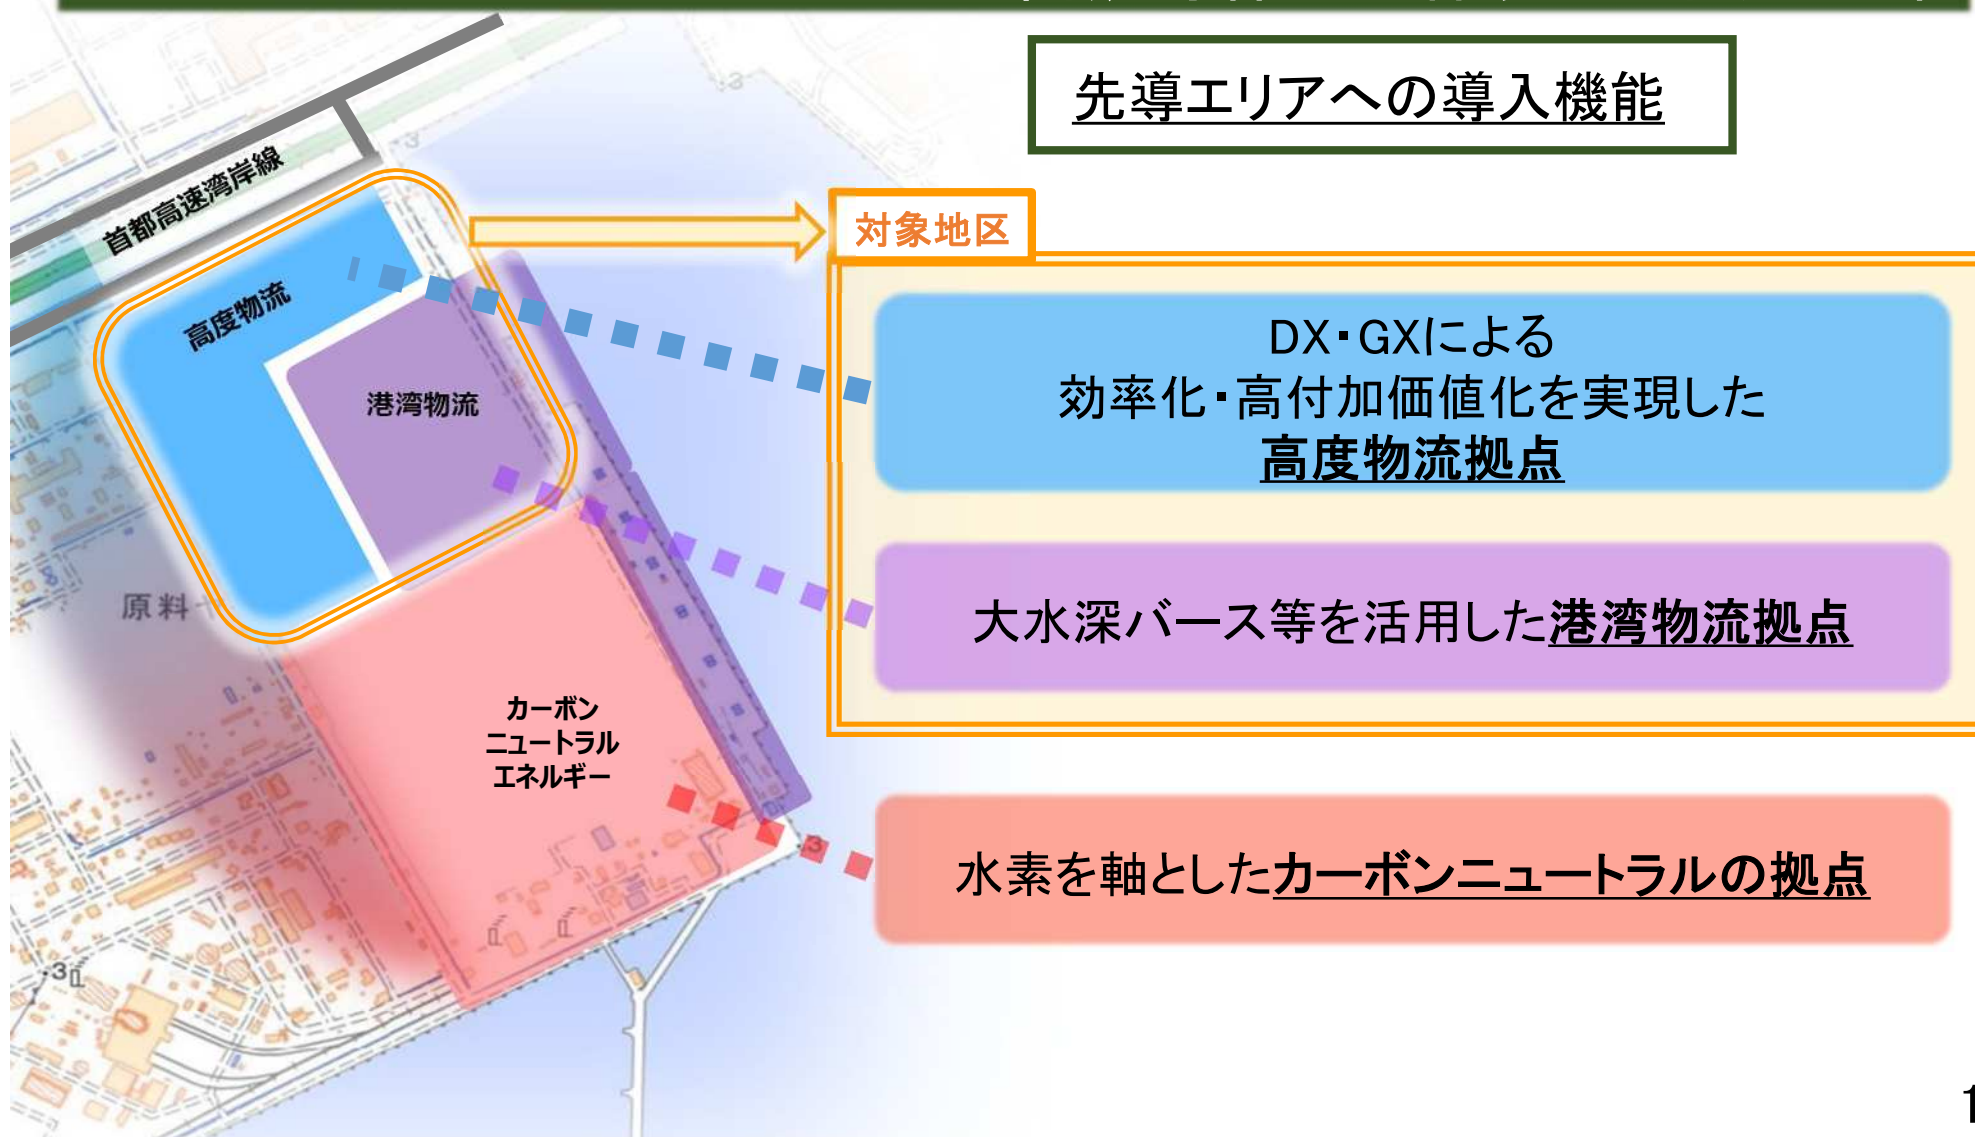 先導エリアへの導入機能
首都高速湾岸線
対象地区
高度物流
DX・GXによる
効率化・高付加価値化を実現した
高度物流拠点
港湾物流
大水深バース等を活用した港湾物流拠点
原料
カーボン
ニュートラル
エネルギー
水素を軸としたカーボンニュートラルの拠点
.3